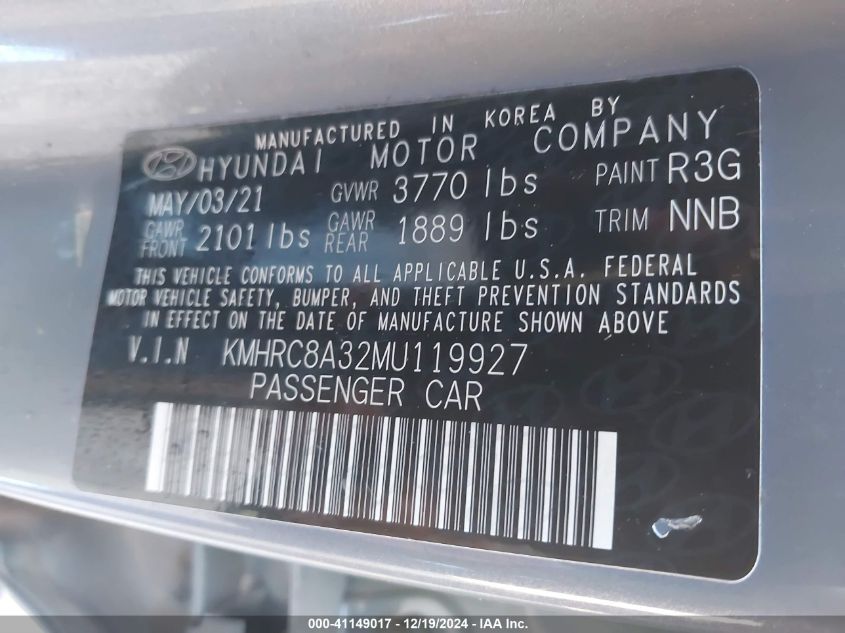 MANUFACTURED IN KOREA BY
HYUNDAI MOTOR COMPANY
MAY/03/21 GVWR 3770 lbs PAINT R3G
GAWR FRONT 2101 lbs GAWR REAR 1889 lbs TRIM NNB
THIS VEHICLE CONFORMS TO ALL APPLICABLE U.S.A. FEDERAL
MOTOR VEHICLE SAFETY, BUMPER, AND THEFT PREVENTION STANDARDS
IN EFFECT ON THE DATE OF MANUFACTURE SHOWN ABOVE
V.I.N KMHRC8A32MU119927
PASSENGER CAR
000-41149017 - 12/19/2024 - IAA Inc.